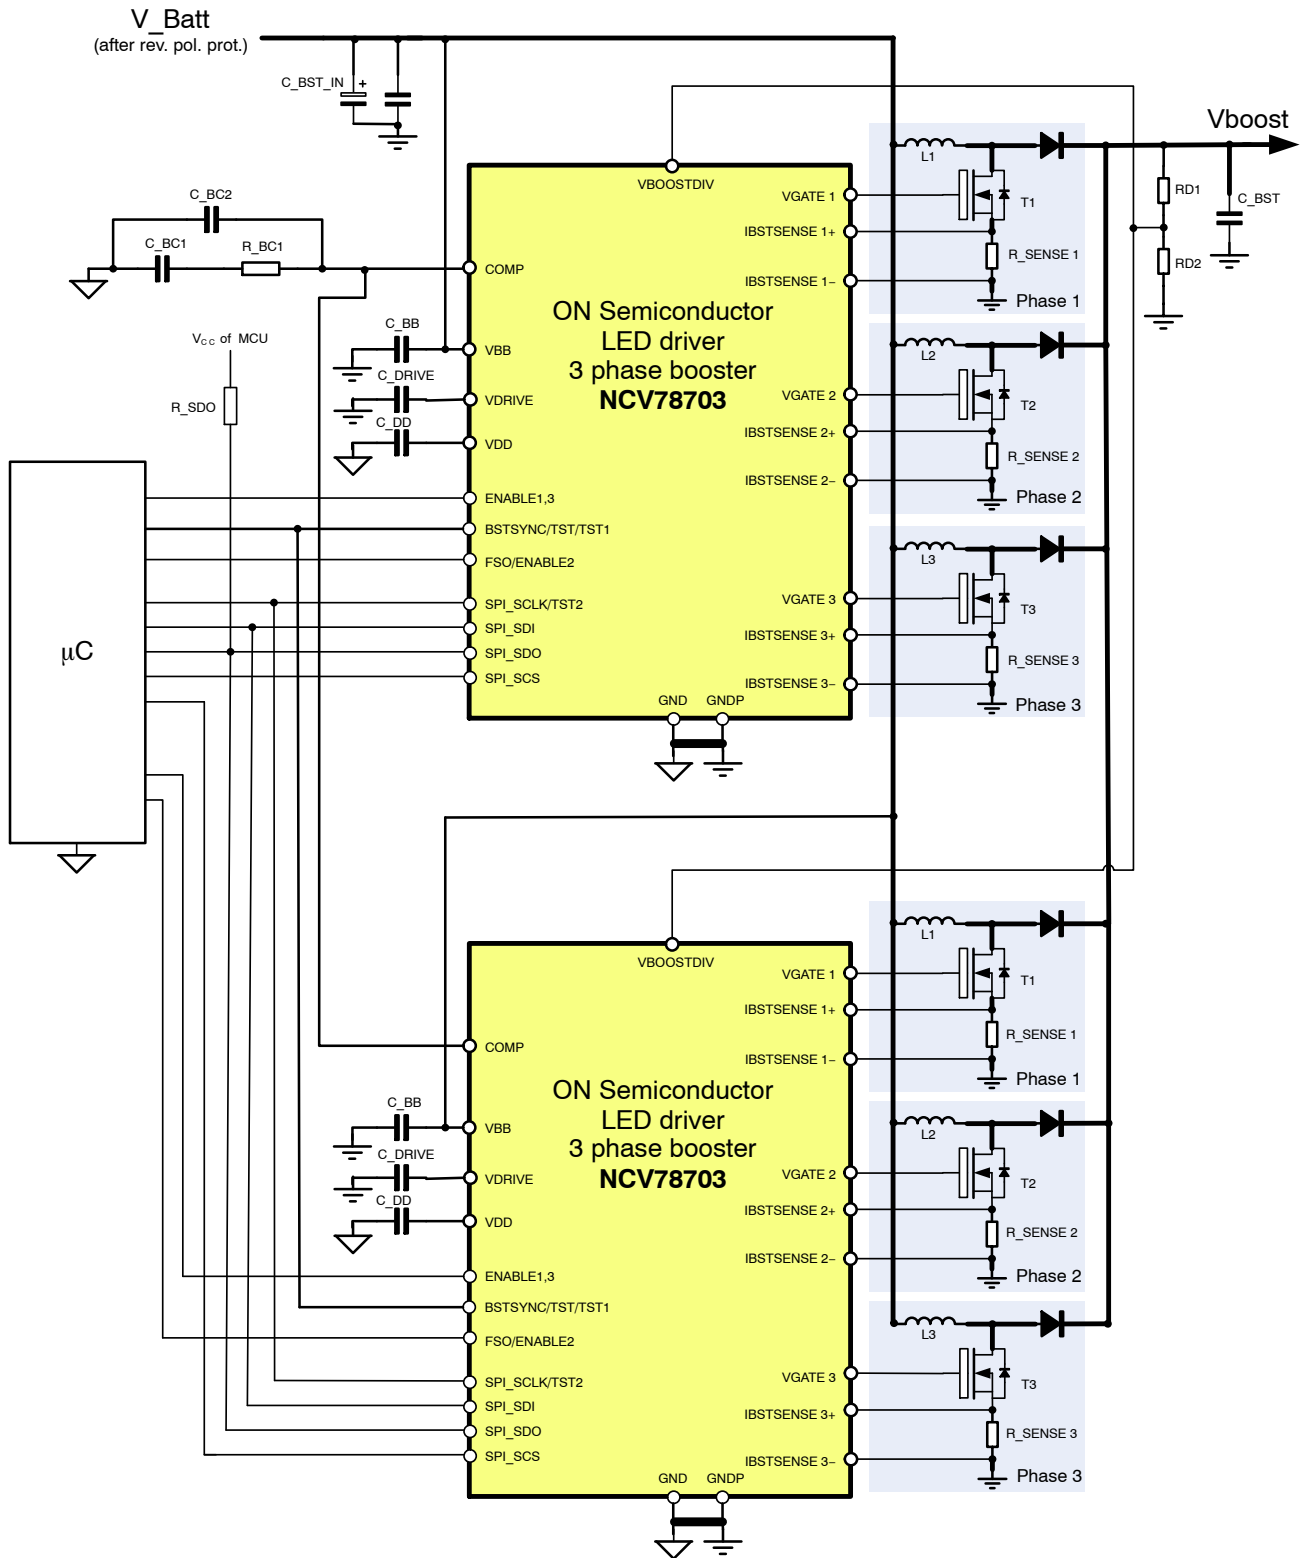 V_Batt
(after rev. pol. prot.)
C_BST_IN
+
Vboost
L1
VBOOSTDIV
VGATE 1
T1
RD1
C_BST
C_BC2
IBSTSENSE 1+
C_BC1
R_BC1
R_SENSE 1
RD2
COMP
IBSTSENSE 1−
Phase 1
ON Semiconductor
LED driver
3 phase booster
NCV78703
C_BB
VCC of MCU
VBB
L2
C_DRIVE
VGATE 2
VDRIVE
T2
R_SDO
C_DD
IBSTSENSE 2+
VDD
R_SENSE 2
IBSTSENSE 2−
ENABLE1,3
Phase 2
BSTSYNC/TST/TST1
FSO/ENABLE2
L3
SPI_SCLK/TST2
VGATE 3
T3
SPI_SDI
IBSTSENSE 3+
μC
SPI_SDO
R_SENSE 3
SPI_SCS
IBSTSENSE 3−
GND
GNDP
Phase 3
L1
VBOOSTDIV
VGATE 1
T1
IBSTSENSE 1+
R_SENSE 1
COMP
IBSTSENSE 1−
Phase 1
ON Semiconductor
LED driver
3 phase booster
NCV78703
C_BB
VBB
L2
C_DRIVE
VGATE 2
VDRIVE
T2
C_DD
IBSTSENSE 2+
VDD
R_SENSE 2
IBSTSENSE 2−
ENABLE1,3
Phase 2
BSTSYNC/TST/TST1
FSO/ENABLE2
L3
VGATE 3
SPI_SCLK/TST2
T3
SPI_SDI
IBSTSENSE 3+
SPI_SDO
R_SENSE 3
SPI_SCS
IBSTSENSE 3−
GND
GNDP
Phase 3